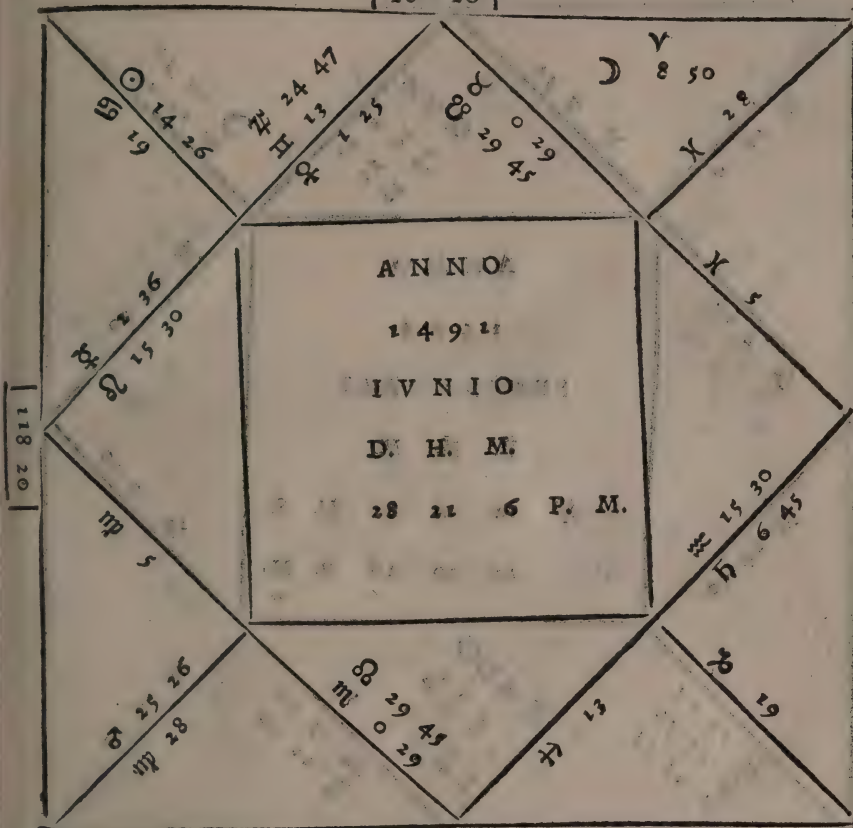 ♈
☽ 8 50
☉ 14 26
♋ 19
♃ 24 47
♊ 13
♀ 1 25
♉ 0 29
☋ 29 45
♓ 28
♓ 5
☿ 1 36
♌ 15 30
118 20
ANNO
1491
IVNIO
D. H. M.
28 21 6 P. M.
♒ 15 30
♄ 6 45
♍ 5
♂ 25 26
♍ 28
☊ 29 45
♏ 0 29
♐ 13
♑ 19